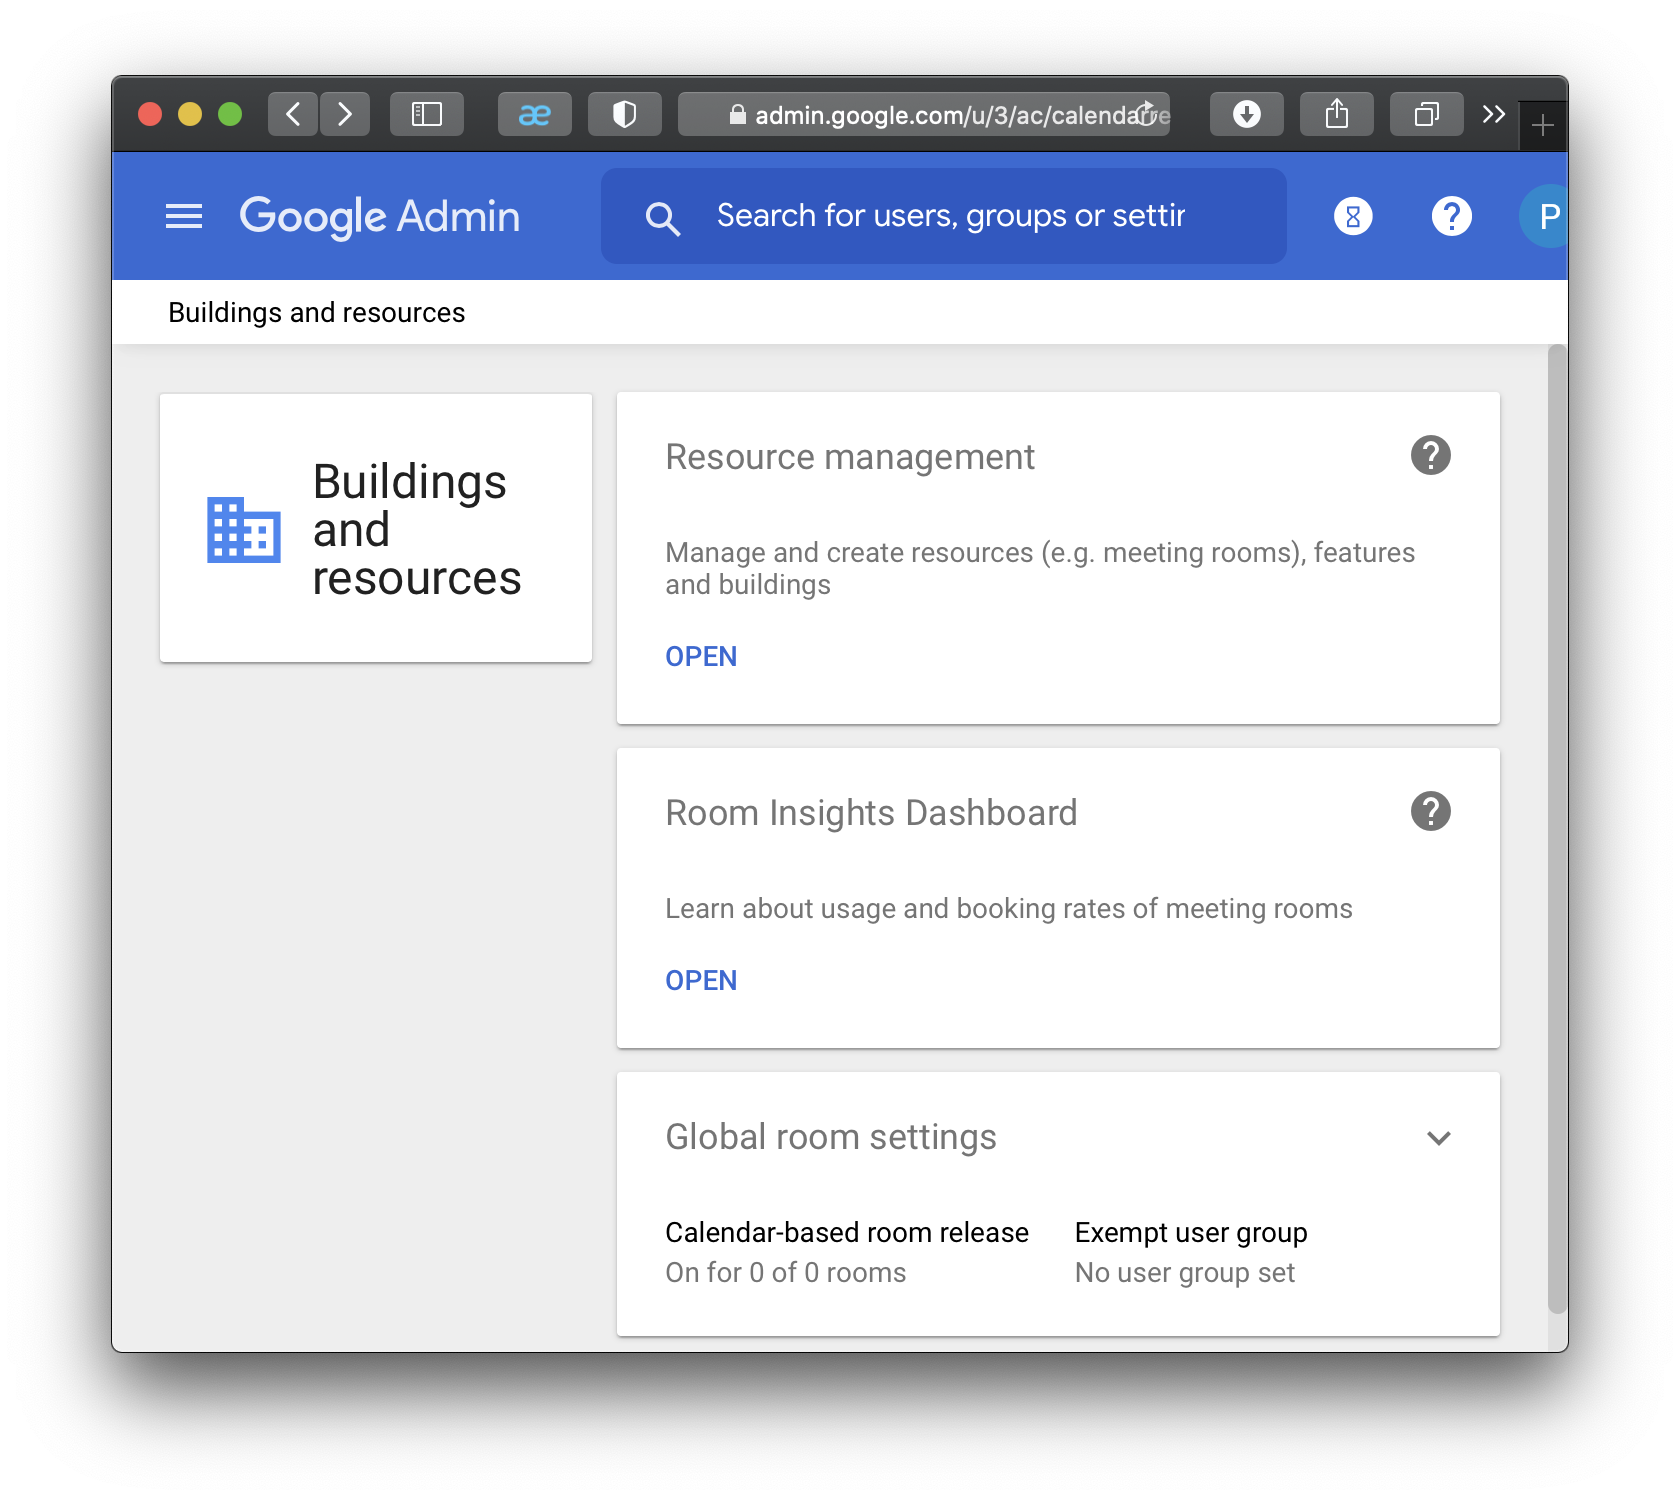 æ
admin.google.com/u/3/ac/calendarre
Google Admin
Search for users, groups or settir
P
Buildings and resources
Buildings
and
resources
Resource management
Manage and create resources (e.g. meeting rooms), features
and buildings
OPEN
Room Insights Dashboard
Learn about usage and booking rates of meeting rooms
OPEN
Global room settings
Calendar-based room release
On for 0 of 0 rooms
Exempt user group
No user group set